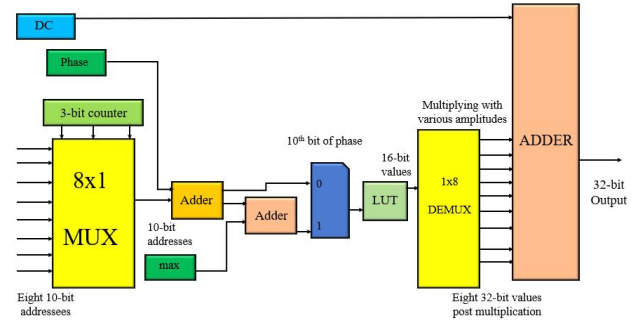 DC
Phase
3-bit counter
8x1
MUX
Eight 10-bit
addressees
Adder
10-bit
addresses
max
Adder
10th bit of phase
0
1
16-bit
values
LUT
Multiplying with
various amplitudes
1x8
DEMUX
Eight 32-bit values
post multiplication
ADDER
32-bit
Output